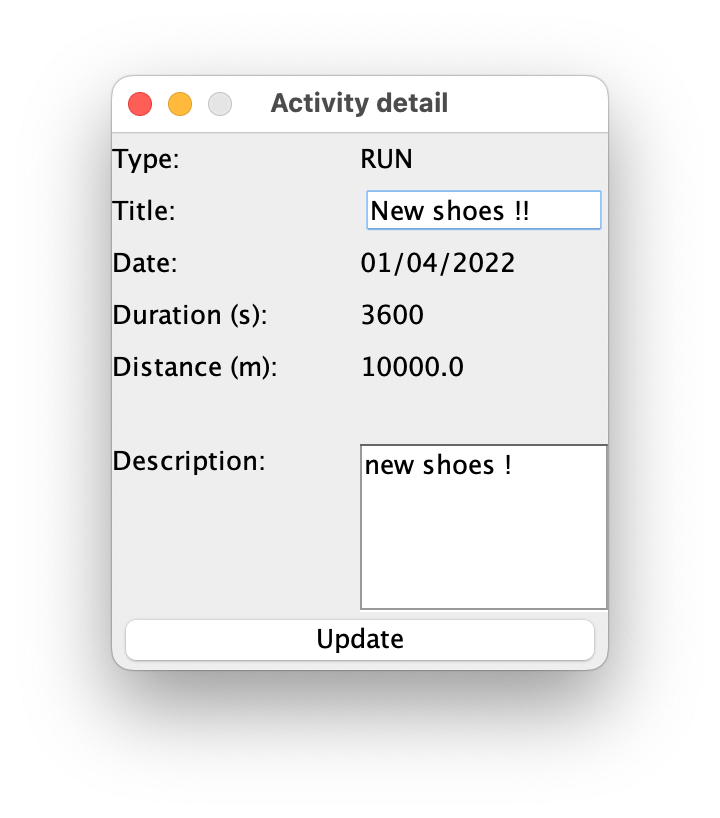 Activity detail
Type: RUN
Title: New shoes !!
Date: 01/04/2022
Duration (s): 3600
Distance (m): 10000.0
Description: new shoes !
Update